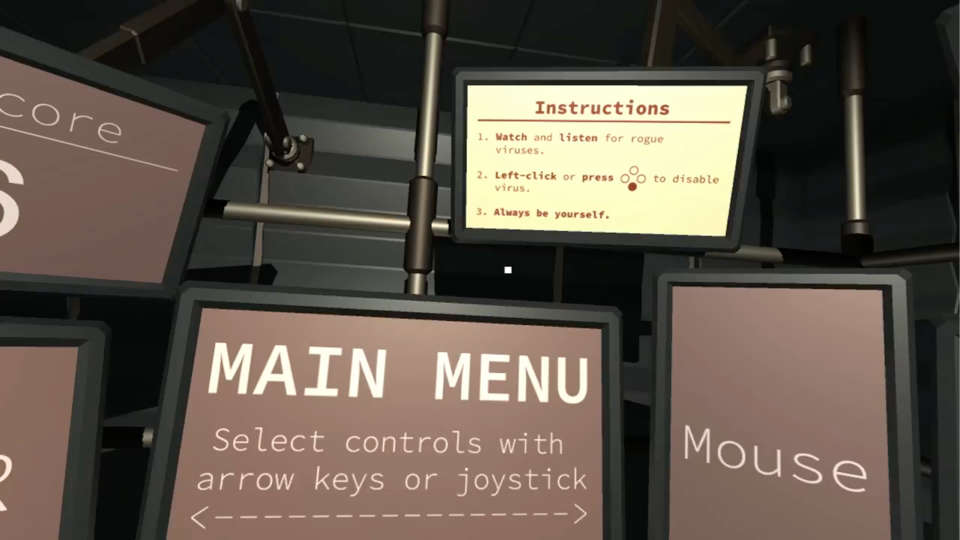 core
S
Instructions
1. Watch and listen for rogue
viruses.
2. Left-click or press to disable
virus.
3. Always be yourself.
MAIN MENU
Select controls with
arrow keys or joystick
<-------------->
Mouse
R